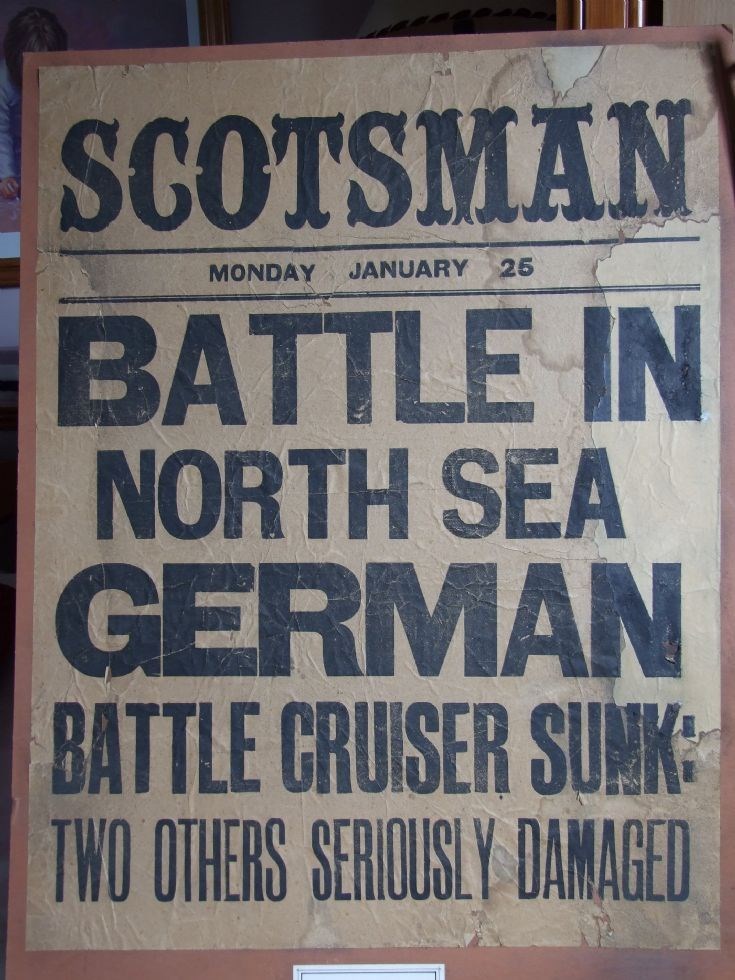 SCOTSMAN
MONDAY JANUARY 25
BATTLE IN
NORTH SEA
GERMAN
BATTLE CRUISER SUNK:
TWO OTHERS SERIOUSLY DAMAGED